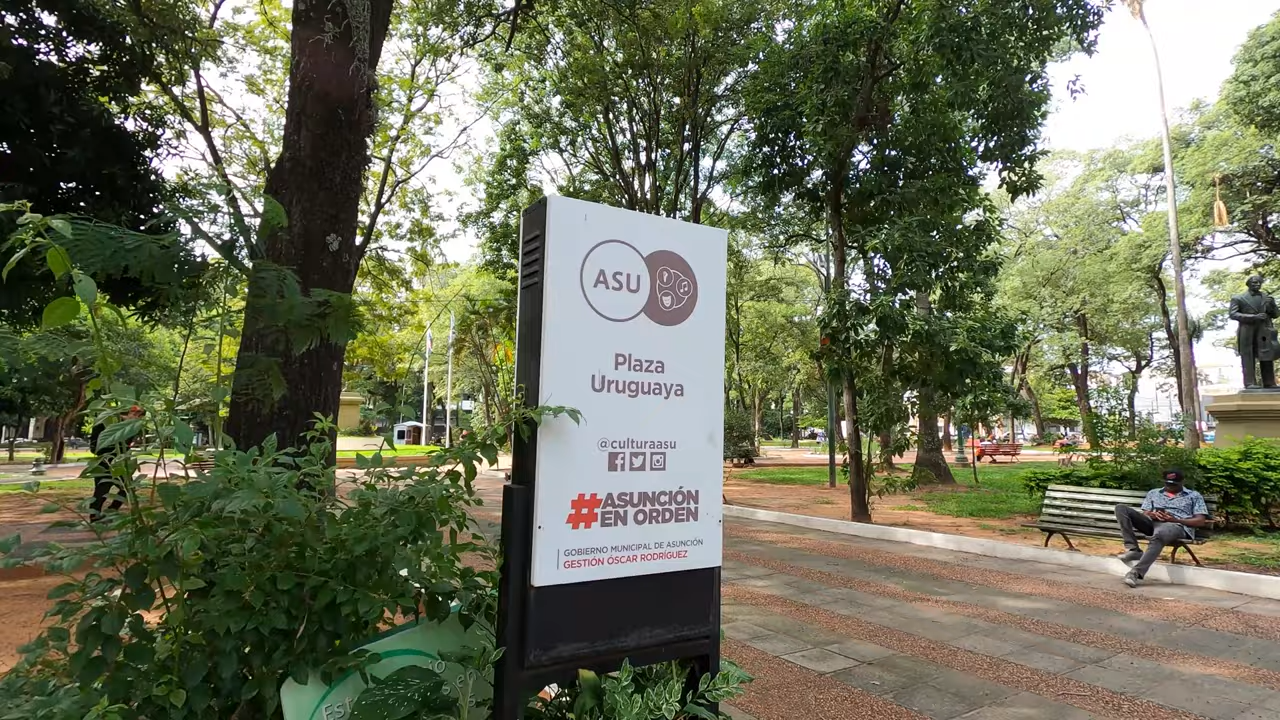 ASU
Plaza
Uruguaya
@culturaasu
#ASUNCIÓN
EN ORDEN
GOBIERNO MUNICIPAL DE ASUNCIÓN
GESTIÓN ÓSCAR RODRÍGUEZ